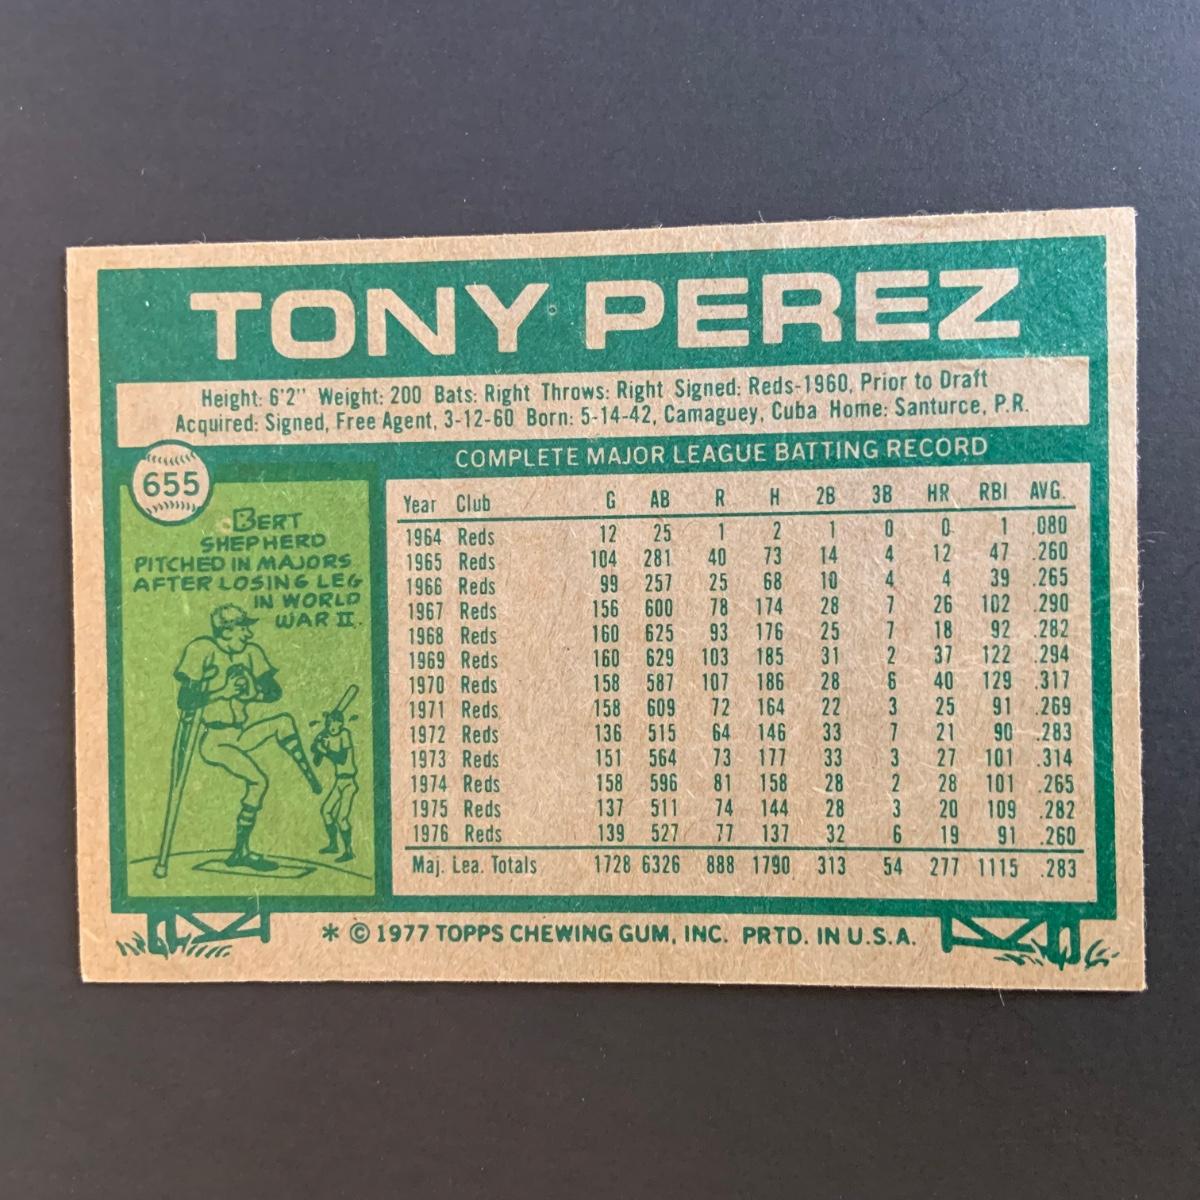 TONY PEREZ
Height: 6'2" Weight: 200 Bats: Right Throws: Right Signed: Reds-1960, Prior to Draft
Acquired: Signed, Free Agent, 3-12-60 Born: 5-14-42, Camaguey, Cuba Home: Santurce, P.R.
655
BERT
SHEPHERD
PITCHED IN MAJORS
AFTER LOSING LEG
IN WORLD
WAR II.
COMPLETE MAJOR LEAGUE BATTING RECORD
Year Club G AB R H 2B 3B HR RBI AVG.
1964 Reds 12 25 1 2 1 0 0 1 .080
1965 Reds 104 281 40 73 14 4 12 47 .260
1966 Reds 99 257 25 68 10 4 4 39 .265
1967 Reds 156 600 78 174 28 7 26 102 .290
1968 Reds 160 625 93 176 25 7 18 92 .282
1969 Reds 160 629 103 185 31 2 37 122 .294
1970 Reds 158 587 107 186 28 6 40 129 .317
1971 Reds 158 609 72 164 22 3 25 91 .269
1972 Reds 136 515 64 146 33 7 21 90 .283
1973 Reds 151 564 73 177 33 3 27 101 .314
1974 Reds 158 596 81 158 28 2 28 101 .265
1975 Reds 137 511 74 144 28 3 20 109 .282
1976 Reds 139 527 77 137 32 6 19 91 .260
Maj. Lea. Totals 1728 6326 888 1790 313 54 277 1115 .283
* © 1977 TOPPS CHEWING GUM, INC. PRTD. IN U.S.A.